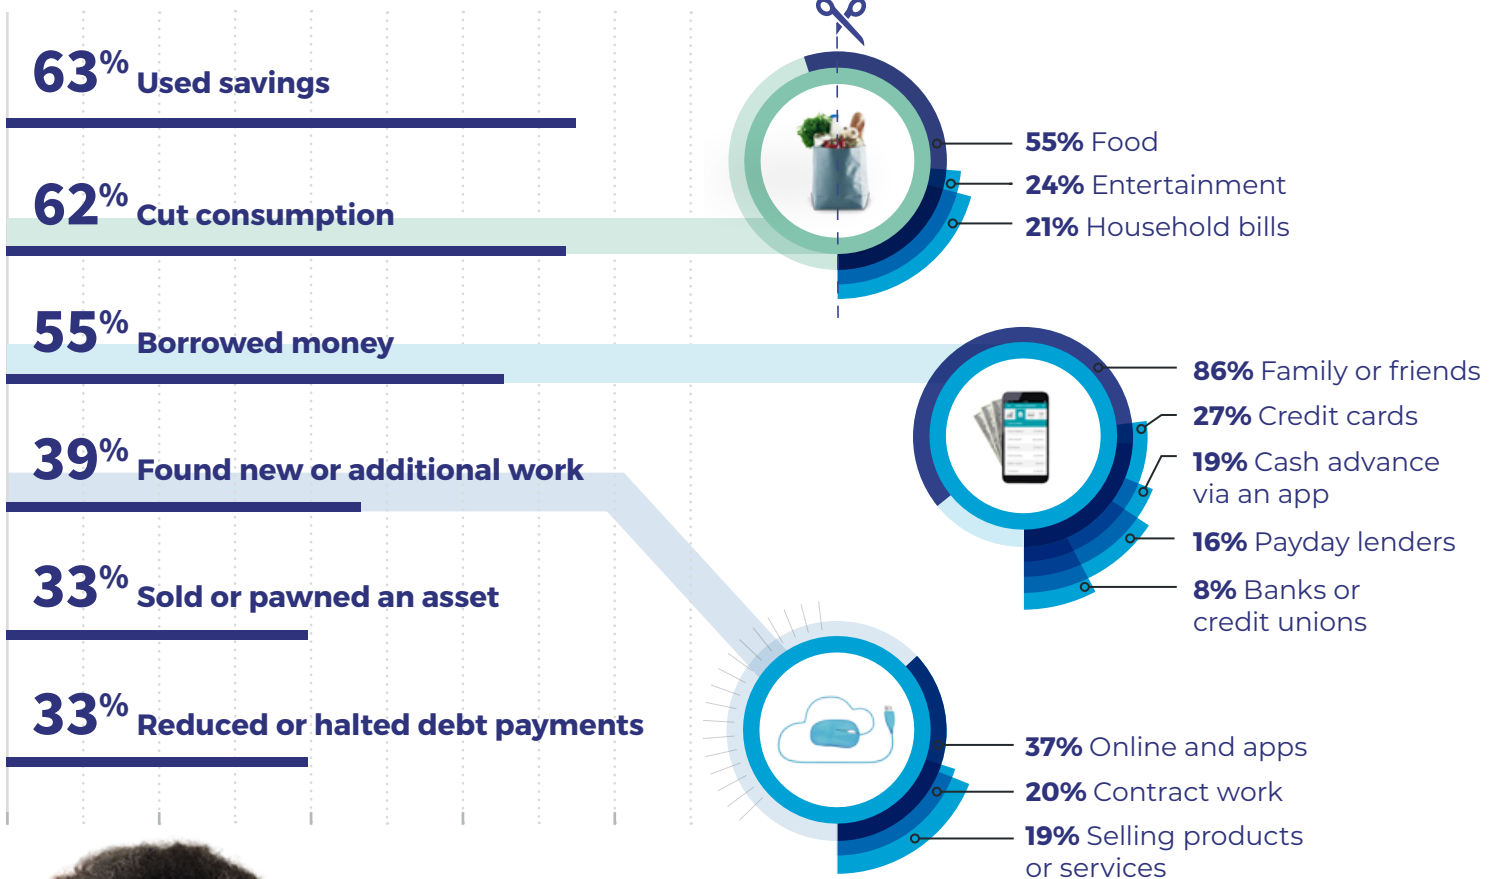 63% Used savings
62% Cut consumption
55% Borrowed money
39% Found new or additional work
33% Sold or pawned an asset
33% Reduced or halted debt payments
55% Food
24% Entertainment
21% Household bills
86% Family or friends
27% Credit cards
19% Cash advance
via an app
16% Payday lenders
8% Banks or
credit unions
37% Online and apps
20% Contract work
19% Selling products
or services